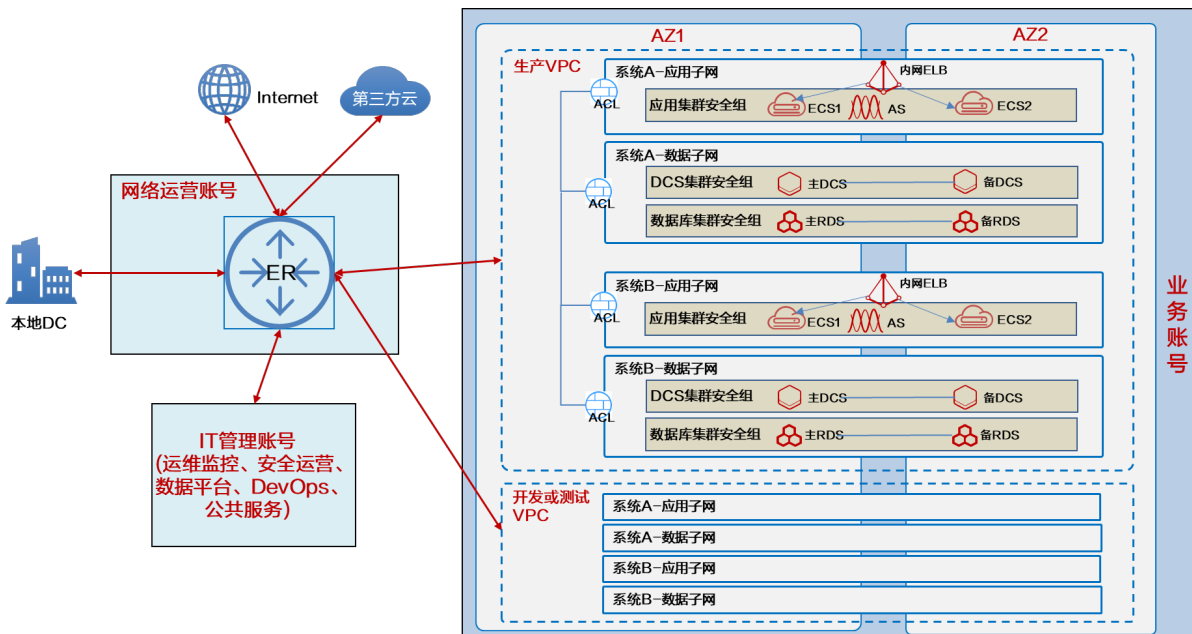 Internet
第三方云
网络运营账号
ER
本地DC
IT管理账号
(运维监控、安全运营、
数据平台、DevOps、
公共服务)
AZ1
AZ2
业务账号
生产VPC
ACL
系统A-应用子网
内网ELB
应用集群安全组
ECS1
AS
ECS2
ACL
系统A-数据子网
DCS集群安全组
主DCS
备DCS
数据库集群安全组
主RDS
备RDS
ACL
系统B-应用子网
内网ELB
应用集群安全组
ECS1
AS
ECS2
ACL
系统B-数据子网
DCS集群安全组
主DCS
备DCS
数据库集群安全组
主RDS
备RDS
开发或测试
VPC
系统A-应用子网
系统A-数据子网
系统B-应用子网
系统B-数据子网